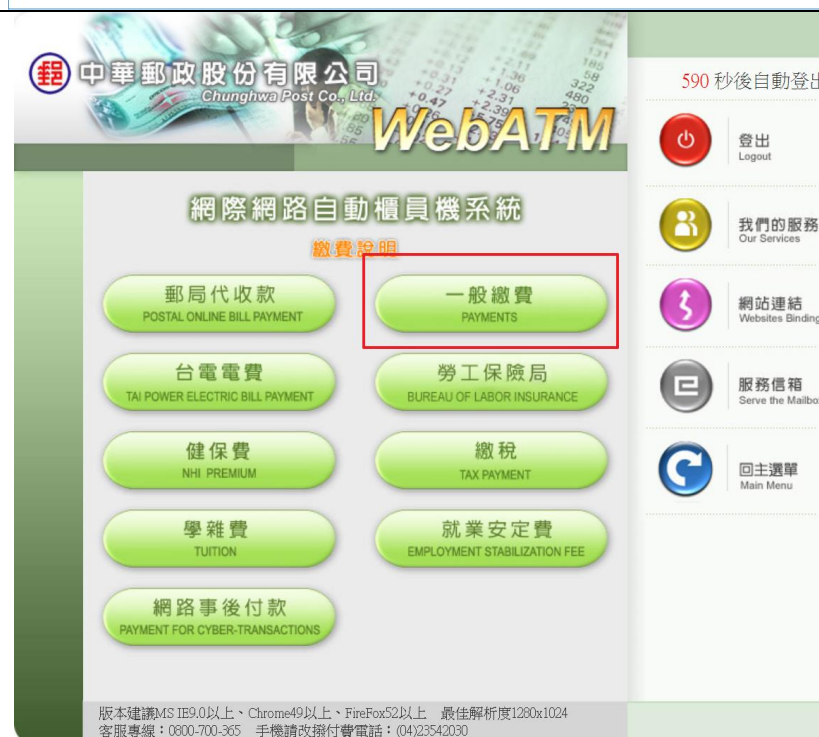 郵 中華郵政股份有限公司
Chunghwa Post Co., Ltd.
WebATM
590 秒後自動登出
登出
Logout
我們的服務
Our Services
網站連結
Websites Binding
服務信箱
Serve the Mailbox
回主選單
Main Menu
網際網路自動櫃員機系統
繳費說明
郵局代收款
POSTAL ONLINE BILL PAYMENT
一般繳費
PAYMENTS
台電電費
TAI POWER ELECTRIC BILL PAYMENT
勞工保險局
BUREAU OF LABOR INSURANCE
健保費
NHI PREMIUM
繳稅
TAX PAYMENT
學雜費
TUITION
就業安定費
EMPLOYMENT STABILIZATION FEE
網路事後付款
PAYMENT FOR CYBER-TRANSACTIONS
版本建議MS IE9.0以上、Chrome49以上、FireFox52以上 最佳解析度1280x1024
客服專線：0800-700-365 手機請改撥付費電話：(04)23542030